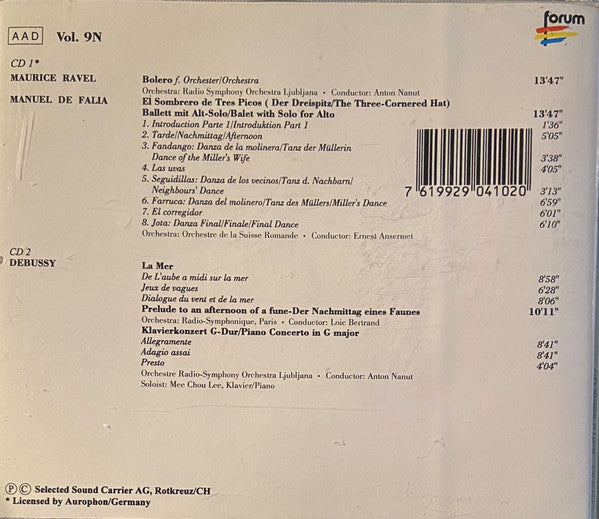 forum
AAD Vol. 9N
CD 1*
MAURICE RAVEL Bolero f. Orchester/Orchestra 13'47"
Orchestra: Radio Symphony Orchestra Ljubljana • Conductor: Anton Nanut
MANUEL DE FALIA El Sombrero de Tres Picos ( Der Dreispitz/The Three-Cornered Hat)
Ballett mit Alt-Solo/Balet with Solo for Alto 13'47"
1. Introduction Parte 1/Introduktion Part 1 1'36"
2. Tarde/Nachmittag/Afternoon 5'05"
3. Fandango: Danza de la molinera/Tanz der Müllerin
Dance of the Miller's Wife 3'38"
4. Las uvas 4'05"
5. Seguidillas: Danza de los vecinos/Tanz d. Nachbarn/
Neighbours' Dance 3'13"
6. Farruca: Danza del molinero/Tanz des Müllers/Miller's Dance 6'59"
7. El corregidor 6'01"
8. Jota: Danza Final/Finale/Final Dance 6'10"
Orchestra: Orchestre de la Suisse Romande • Conductor: Ernest Ansermet
7 619929 041020
CD 2
DEBUSSY La Mer
De L'aube a midi sur la mer 8'58"
Jeux de vagues 6'28"
Dialogue du vent et de la mer 8'06"
Prelude to an afternoon of a fune-Der Nachmittag eines Faunes 10'11"
Orchestra: Radio-Symphonique, Paris • Conductor: Loic Bertrand
Klavierkonzert G-Dur/Piano Concerto in G major
Allegramente 8'41"
Adagio assai 8'41"
Presto 4'04"
Orchestre Radio-Symphony Orchestra Ljubljana • Conductor: Anton Nanut
Soloist: Mee Chou Lee, Klavier/Piano
Ⓟ Ⓒ Selected Sound Carrier AG, Rotkreuz/CH
* Licensed by Aurophon/Germany